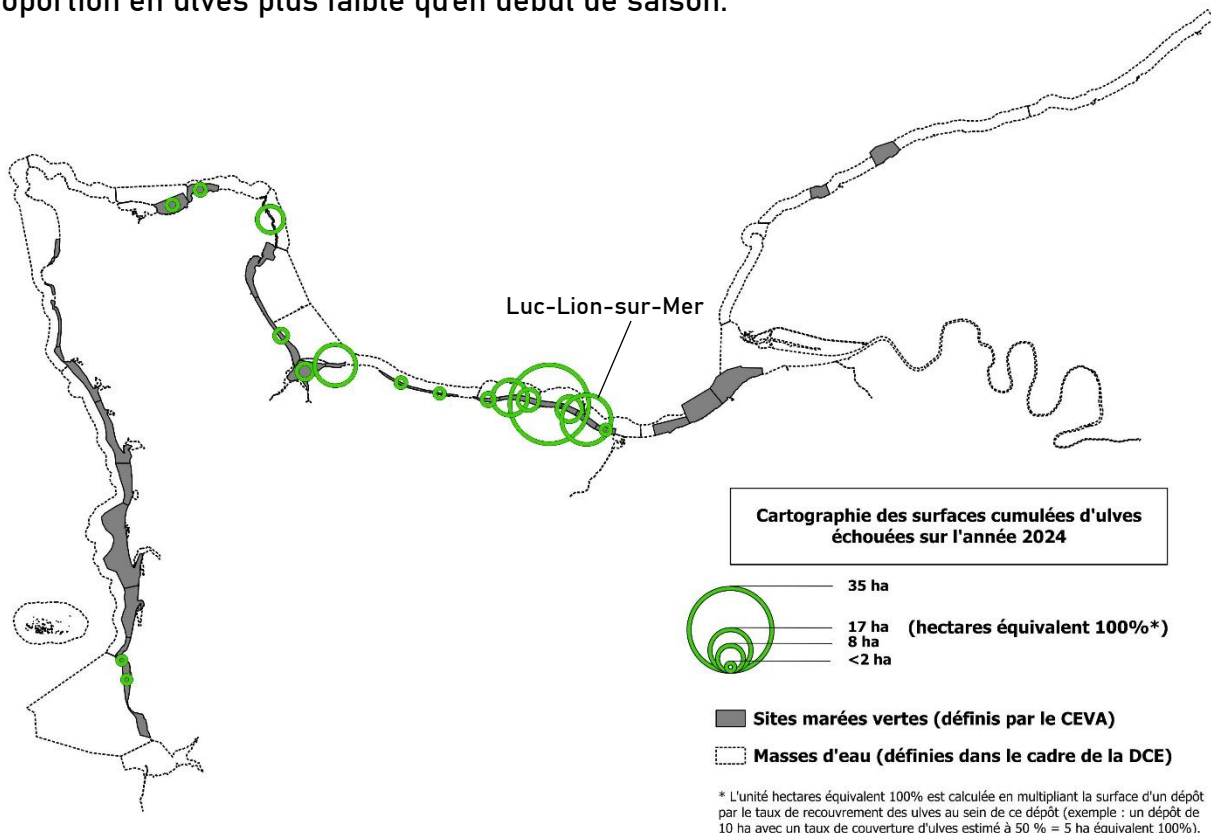 oportion en ulves plus faible qu'en début de saison.
Luc-Lion-sur-Mer
Cartographie des surfaces cumulées d'ulves
échouées sur l'année 2024
35 ha
17 ha (hectares équivalent 100%*)
8 ha
<2 ha
Sites marées vertes (définis par le CEVA)
Masses d'eau (définies dans le cadre de la DCE)
* L'unité hectares équivalent 100% est calculée en multipliant la surface d'un dépôt
par le taux de recouvrement des ulves au sein de ce dépôt (exemple : un dépôt de
10 ha avec un taux de couverture d'ulves estimé à 50 % = 5 ha équivalent 100%).